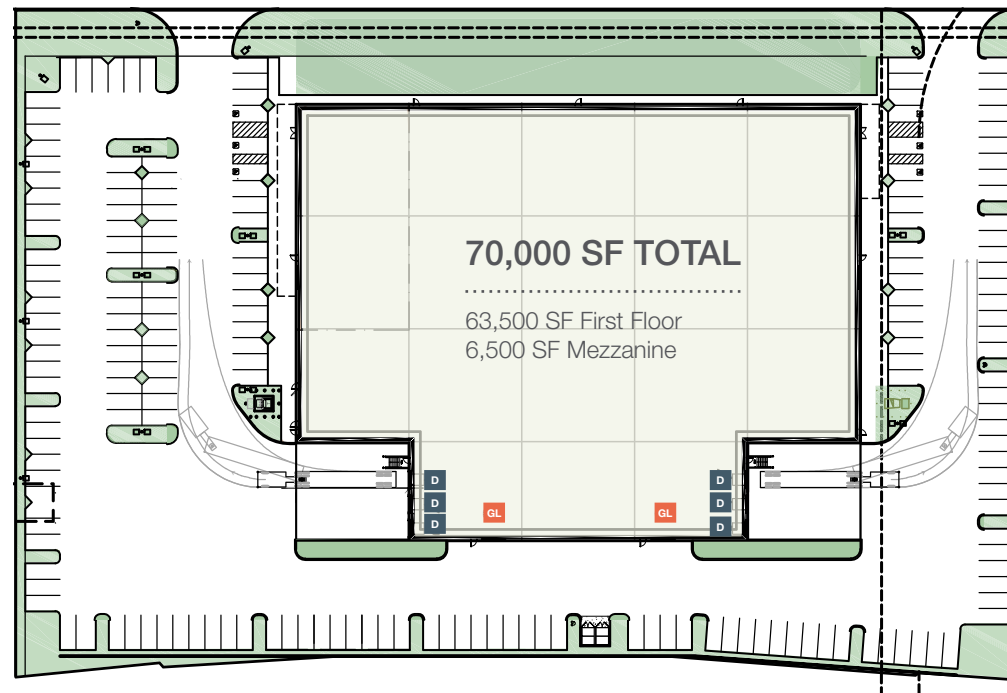 70,000 SF TOTAL
63,500 SF First Floor
6,500 SF Mezzanine
D D
D D
D GL GL D